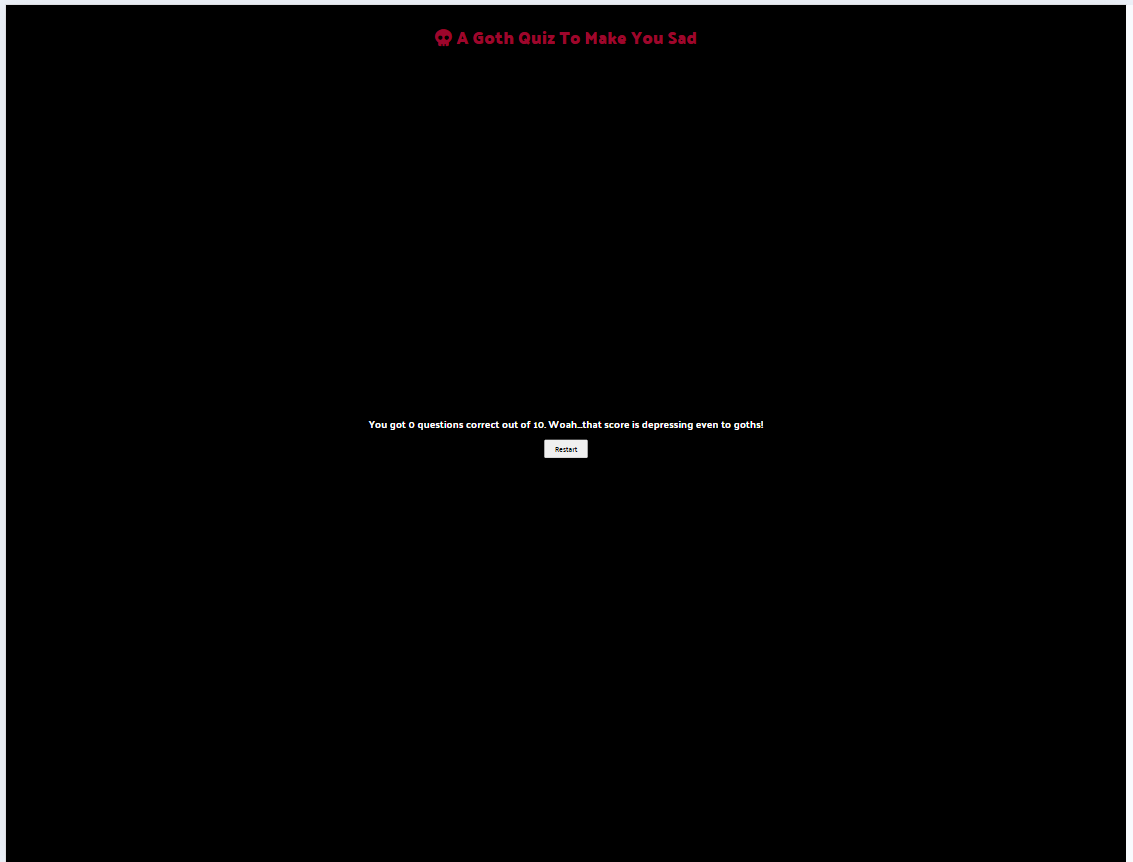 A Goth Quiz To Make You Sad
You got 0 questions correct out of 10. Woah...that score is depressing even to goths!
Restart